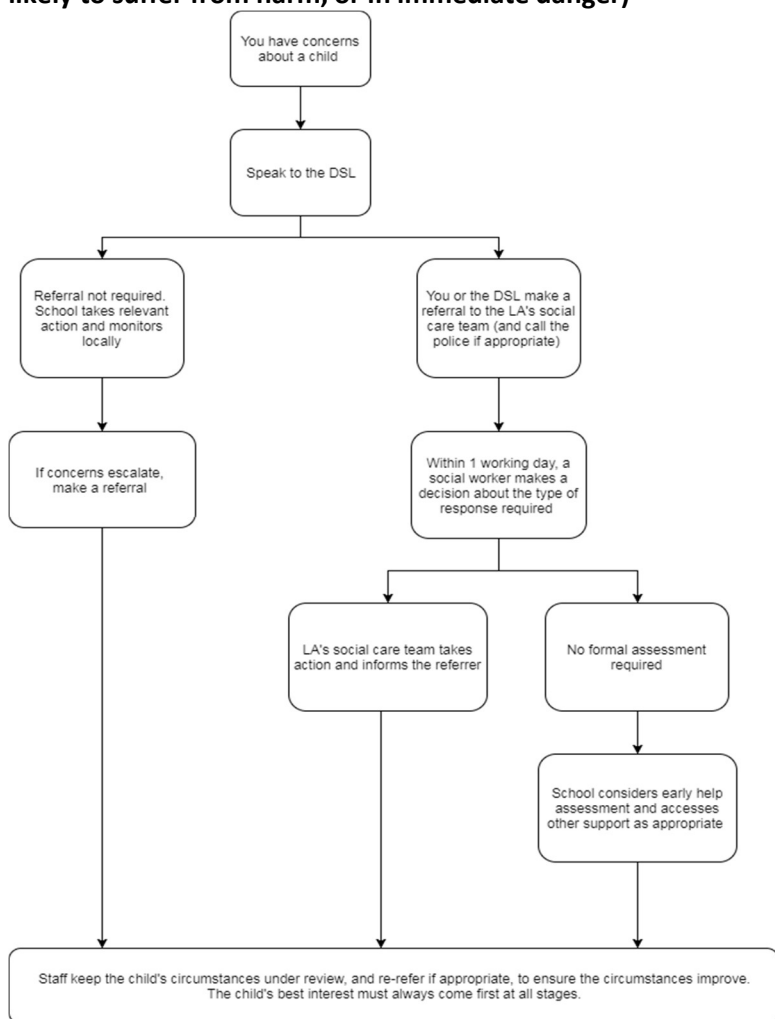 likely to suffer from harm, or in immediate danger)
You have concerns
about a child
Speak to the DSL
Referral not required.
School takes relevant
action and monitors
locally
You or the DSL make a
referral to the LA's social
care team (and call the
police if appropriate)
If concerns escalate,
make a referral
Within 1 working day, a
social worker makes a
decision about the type of
response required
LA's social care team takes
action and informs the referrer
No formal assessment
required
School considers early help
assessment and accesses
other support as appropriate
Staff keep the child's circumstances under review, and re-refer if appropriate, to ensure the circumstances improve.
The child's best interest must always come first at all stages.